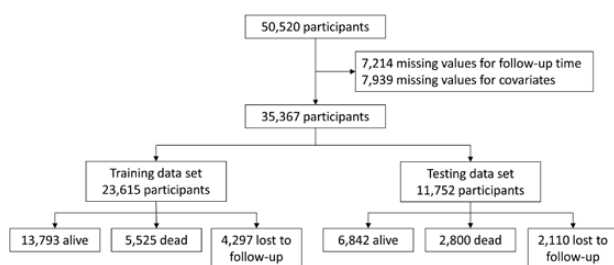 50,520 participants
7,214 missing values for follow-up time
7,939 missing values for covariates
35,367 participants
Training data set
23,615 participants
Testing data set
11,752 participants
13,793 alive
5,525 dead
4,297 lost to
follow-up
6,842 alive
2,800 dead
2,110 lost to
follow-up